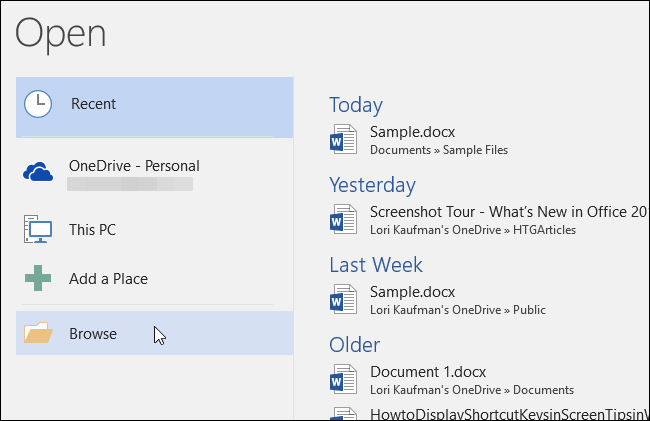 Open
Recent
OneDrive - Personal
This PC
Add a Place
Browse
Today
Sample.docx
Documents » Sample Files
Yesterday
Screenshot Tour - What's New in Office 20
Lori Kaufman's OneDrive » HTGArticles
Last Week
Sample.docx
Lori Kaufman's OneDrive » Public
Older
Document 1.docx
Lori Kaufman's OneDrive » Documents
HowtoDisplayShortcutKeysinScreenTipsin